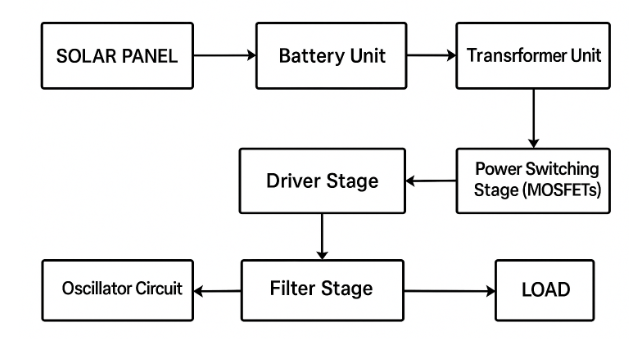 SOLAR PANEL
Battery Unit
Transrformer Unit
Driver Stage
Power Switching
Stage (MOSFETs)
Oscillator Circuit
Filter Stage
LOAD